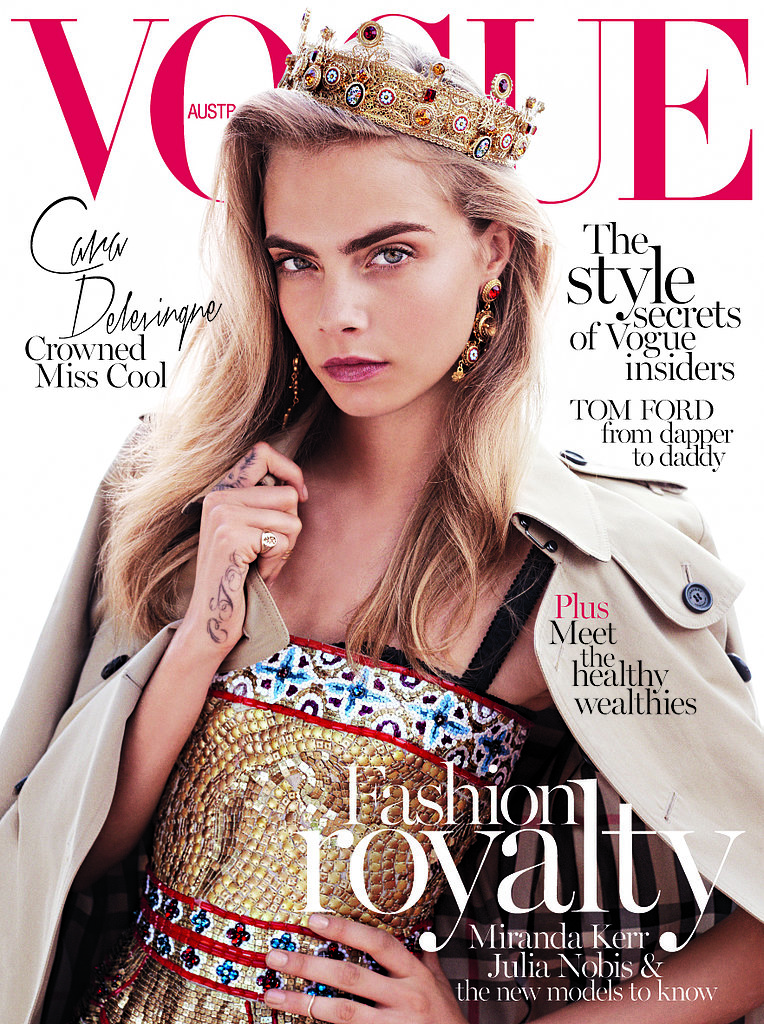 VOGUE
AUSTR
Cara
Delevingne
Crowned
Miss Cool
The
style
secrets
of Vogue
insiders
TOM FORD
from dapper
to daddy
Plus
Meet
the
healthy
wealthies
Fashion
royalty
Miranda Kerr
Julia Nobis &
the new models to know